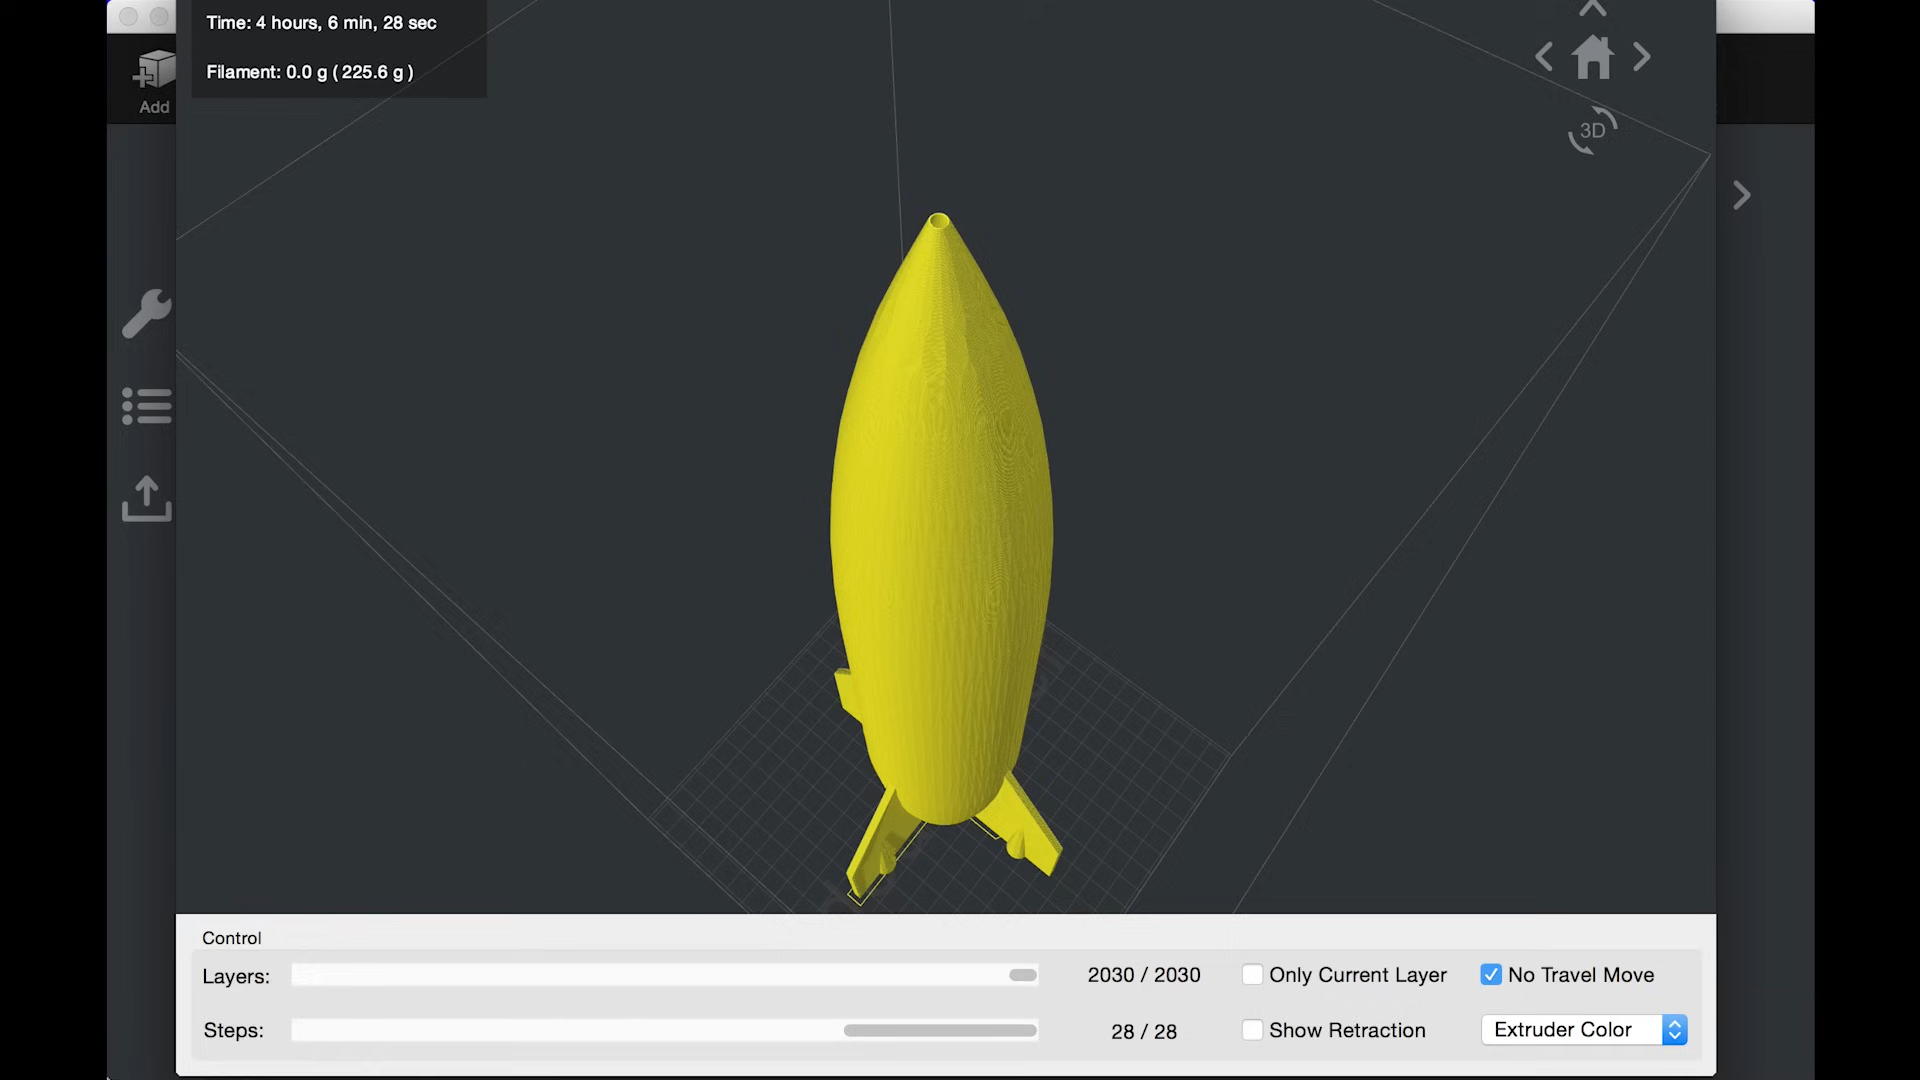 Time: 4 hours, 6 min, 28 sec
Filament: 0.0 g ( 225.6 g )
Add
3D
Control
Layers:
2030 / 2030
Only Current Layer
No Travel Move
Steps:
28 / 28
Show Retraction
Extruder Color